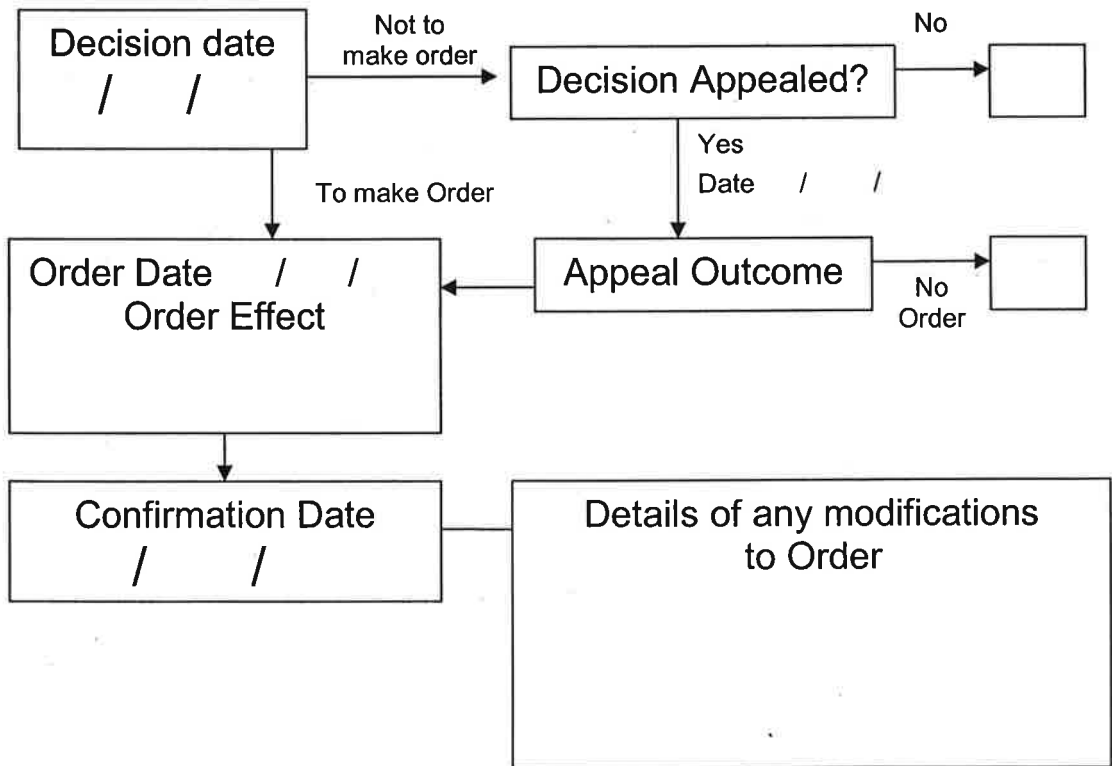 Decision date
/ /
Not to
make order
Decision Appealed?
No
Yes
Date / /
To make Order
Order Date / /
Order Effect
Appeal Outcome
No
Order
Confirmation Date
/ /
Details of any modifications
to Order